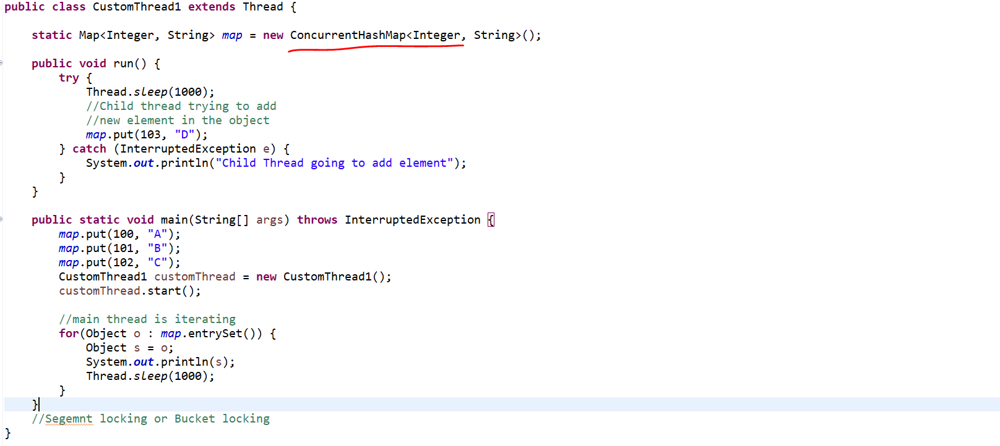 public class CustomThread1 extends Thread {
static Map<Integer, String> map = new ConcurrentHashMap<Integer, String>();
public void run() {
try {
Thread.sleep(1000);
//Child thread trying to add
//new element in the object
map.put(103, "D");
} catch (InterruptedException e) {
System.out.println("Child Thread going to add element");
}
}
public static void main(String[] args) throws InterruptedException {
map.put(100, "A");
map.put(101, "B");
map.put(102, "C");
CustomThread1 customThread = new CustomThread1();
customThread.start();
//main thread is iterating
for(Object o : map.entrySet()) {
Object s = o;
System.out.println(s);
Thread.sleep(1000);
}
}
//Segemnt locking or Bucket locking
}